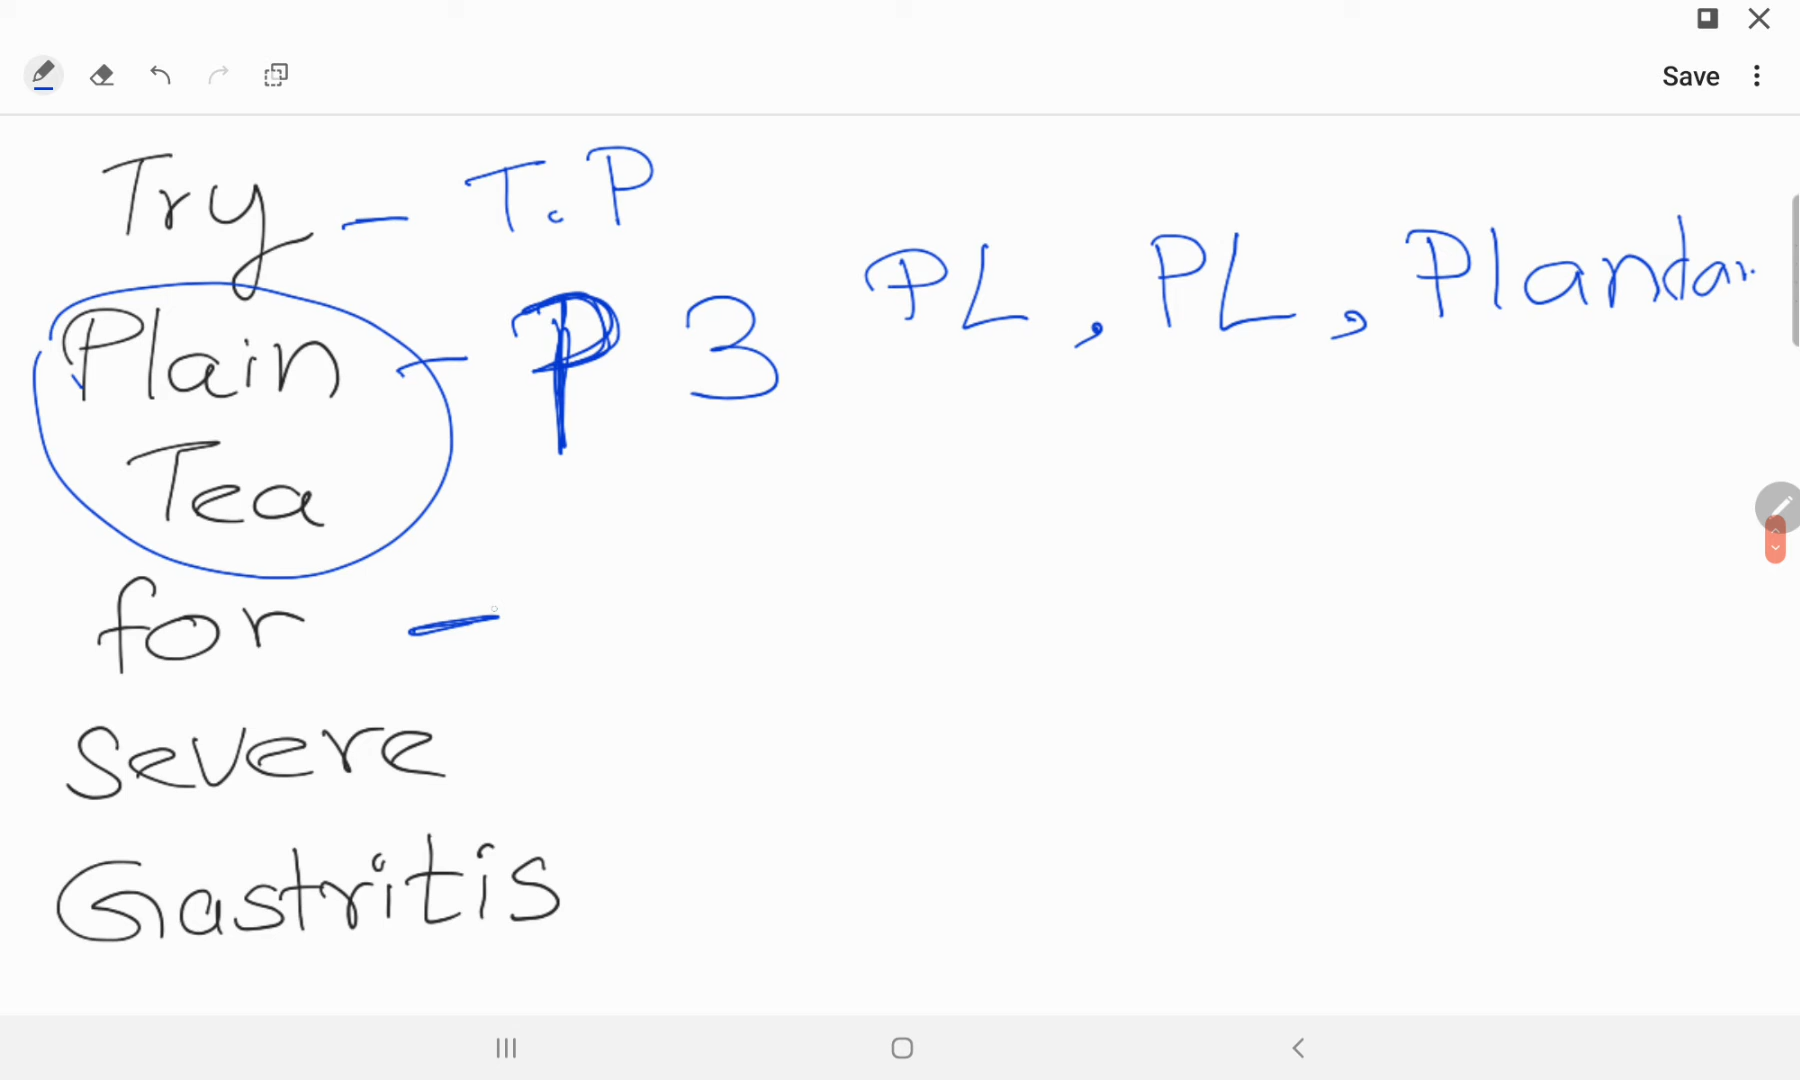 Save
Try – T.P
PL, PL, Plandar
Plain – P 3
Tea
for –
Severe
Gastritis